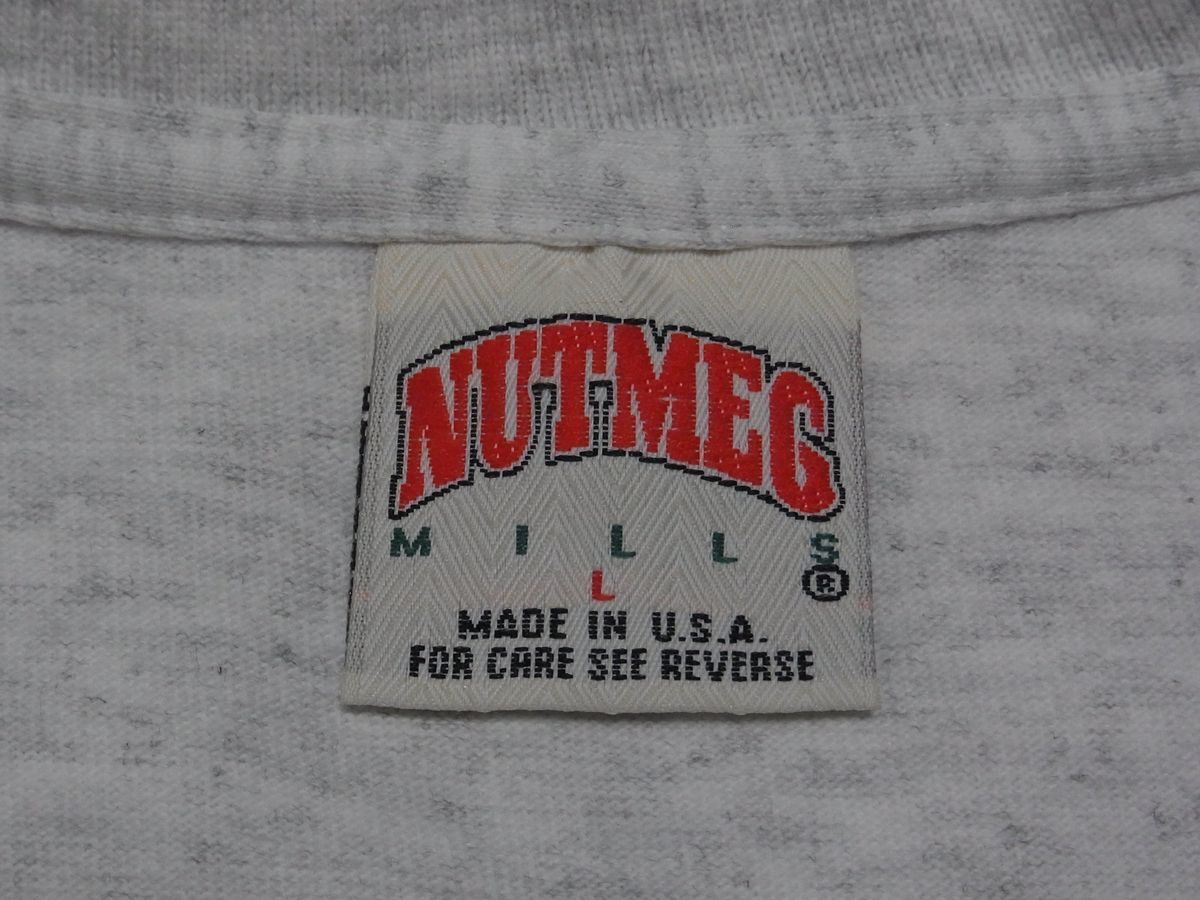 NUTMEG
MILLS
®
L
MADE IN U.S.A.
FOR CARE SEE REVERSE